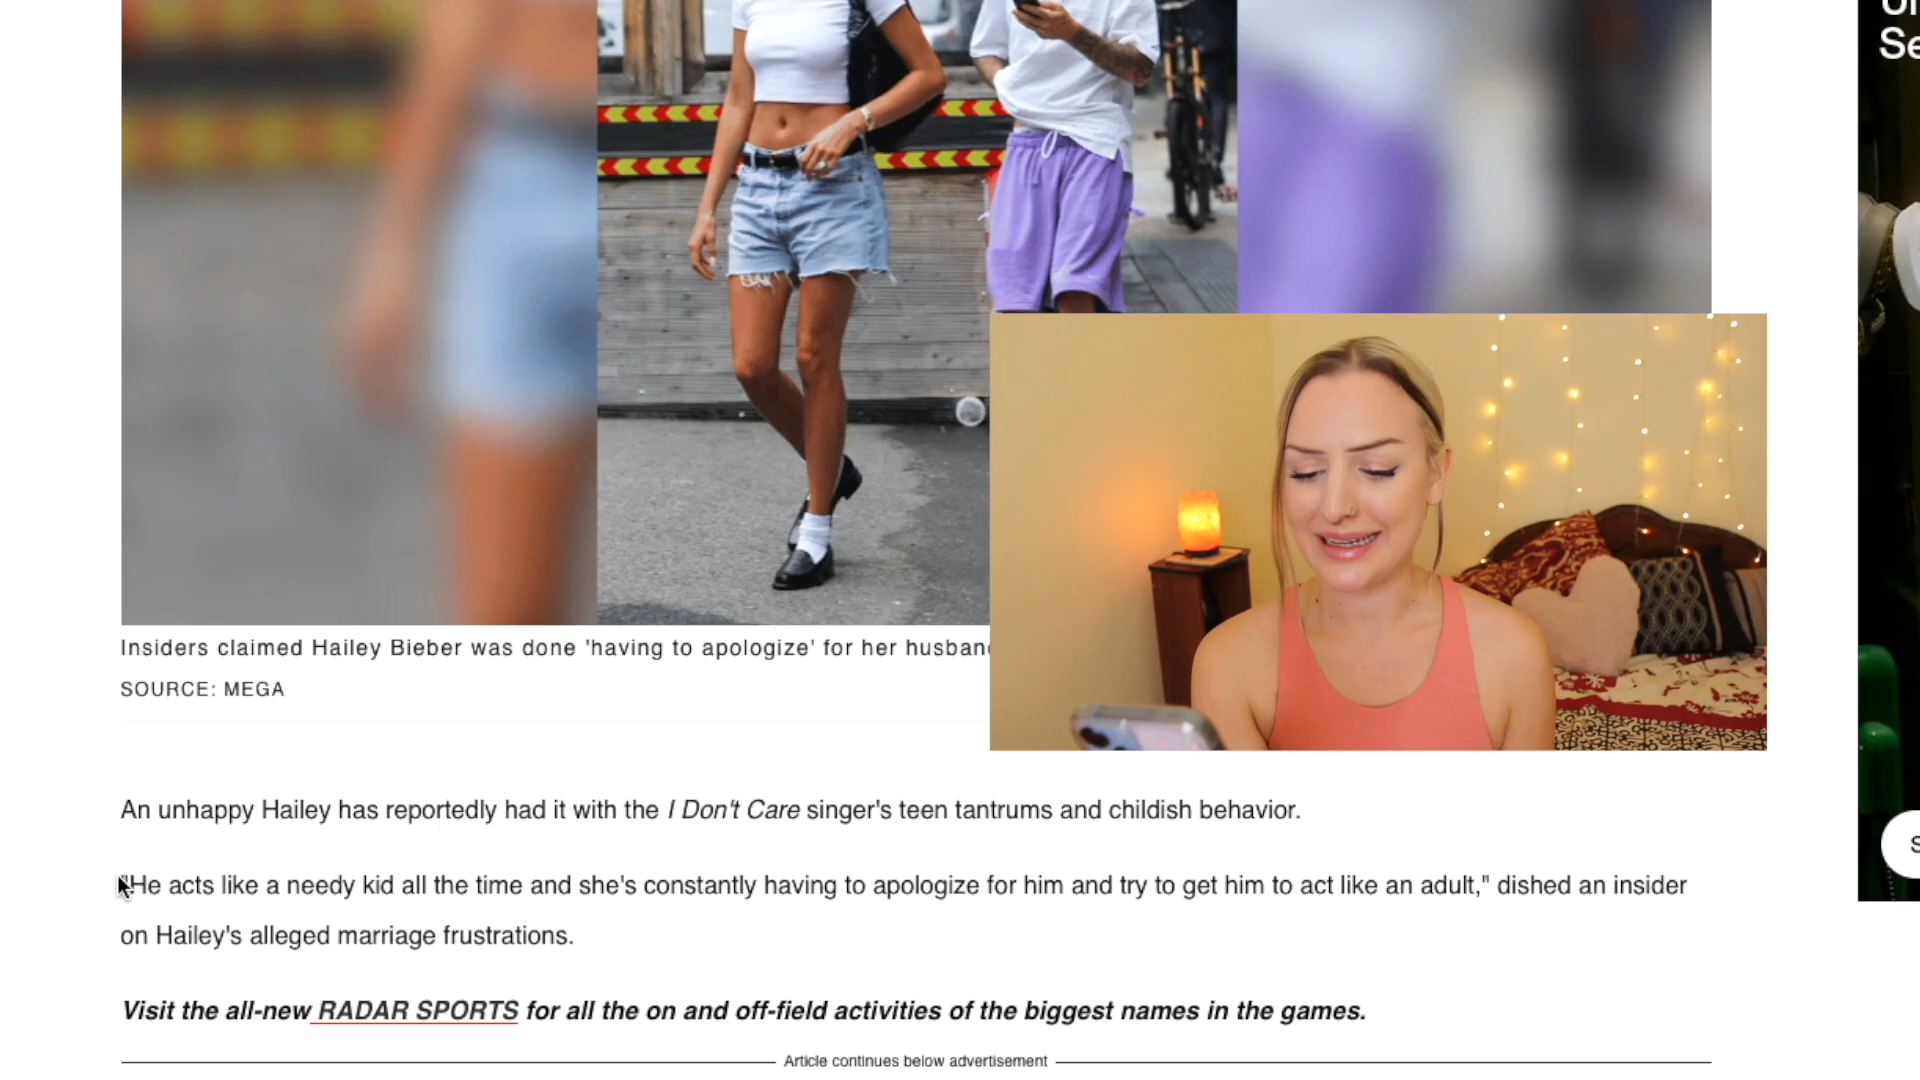 Se
Insiders claimed Hailey Bieber was done 'having to apologize' for her
SOURCE: MEGA
An unhappy Hailey has reportedly had it with the I Don't Care singer's teen tantrums and childish behavior.
"He acts like a needy kid all the time and she's constantly having to apologize for him and try to get him to act like an adult," dished an insider
on Hailey's alleged marriage frustrations.
Visit the all-new RADAR SPORTS for all the on and off-field activities of the biggest names in the games.
Article continues below advertisement